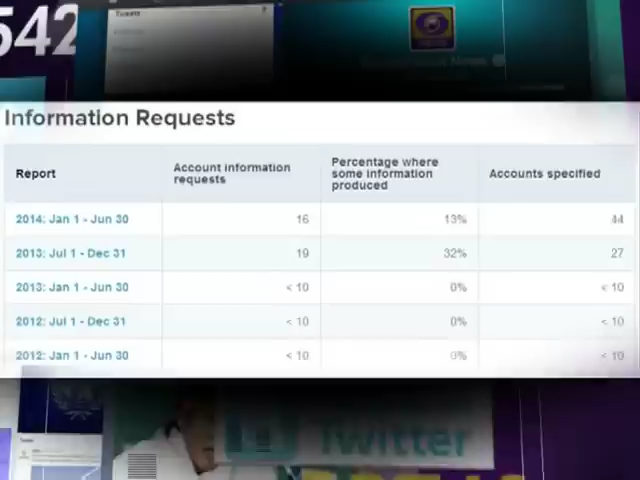 542
Tweets
News
Information Requests
Report
Account information requests
Percentage where some information produced
Accounts specified
2014: Jan 1 - Jun 30 16 13% 44
2013: Jul 1 - Dec 31 19 32% 27
2013: Jan 1 - Jun 30 < 10 0% < 10
2012: Jul 1 - Dec 31 < 10 0% < 10
2012: Jan 1 - Jun 30 < 10 0% < 10
Twitter